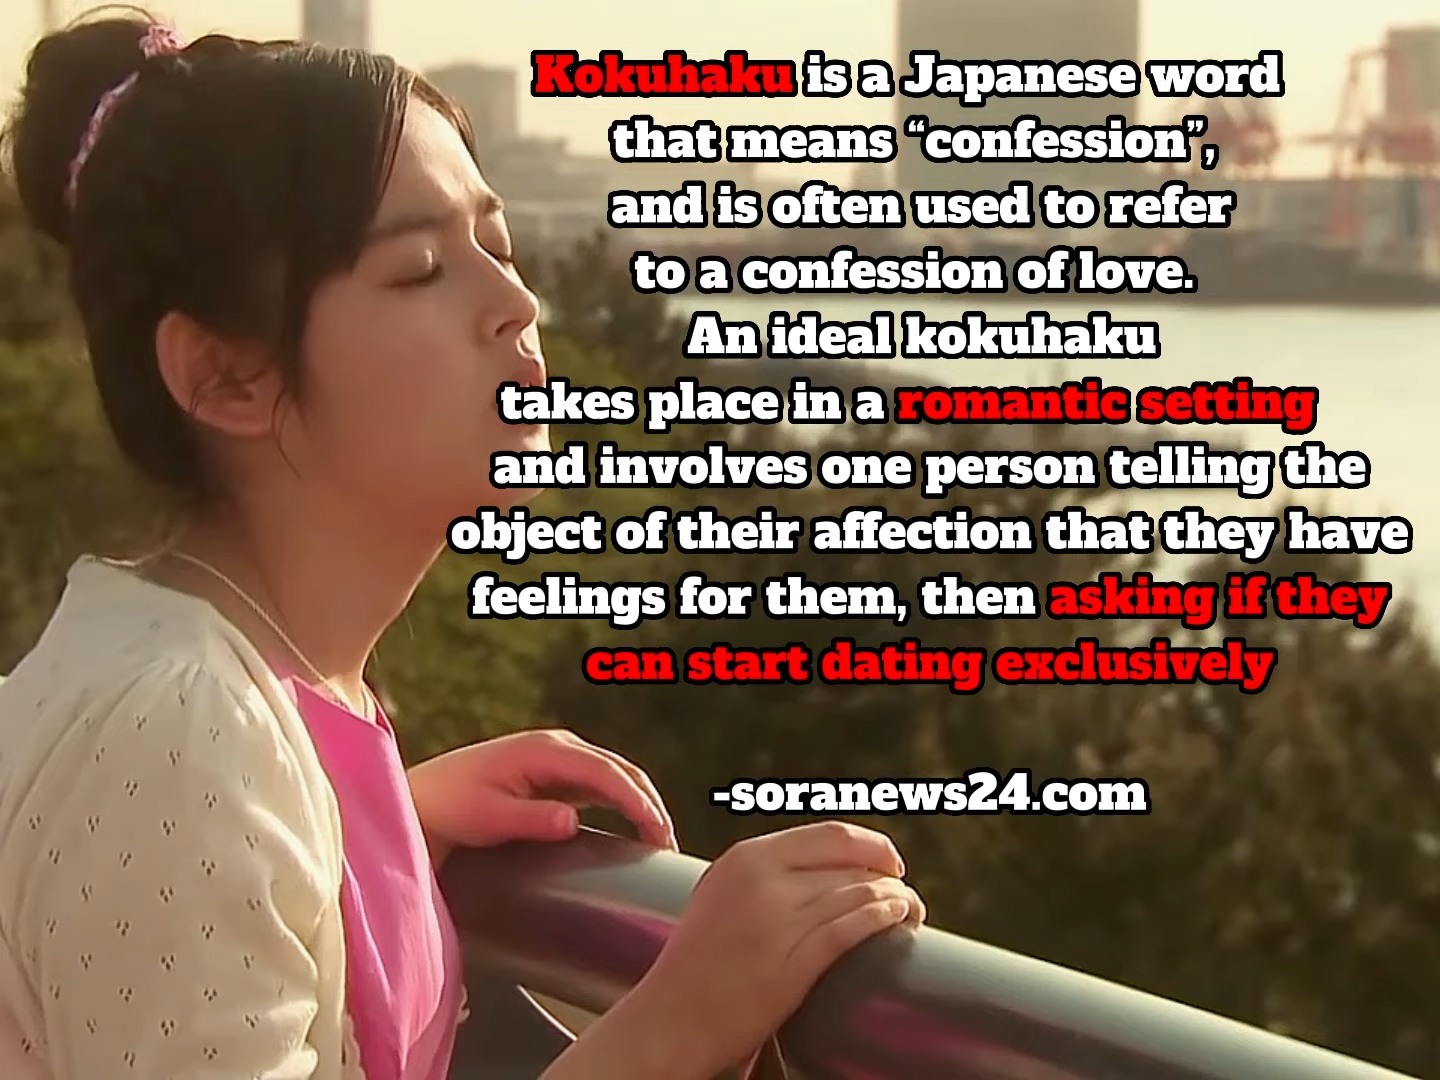 Kokuhaku is a Japanese word
that means “confession”,
and is often used to refer
to a confession of love.
An ideal kokuhaku
takes place in a romantic setting
and involves one person telling the
object of their affection that they have
feelings for them, then asking if they
can start dating exclusively
-soranews24.com